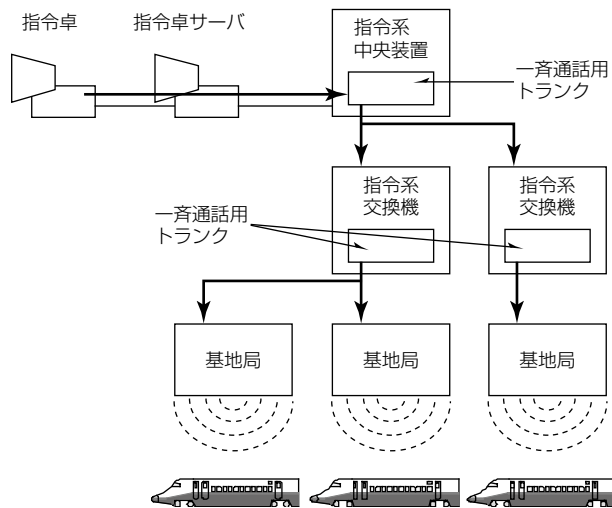 指令卓
指令卓サーバ
指令系
中央装置
一斉通話用
トランク
指令系
交換機
指令系
交換機
一斉通話用
トランク
基地局
基地局
基地局